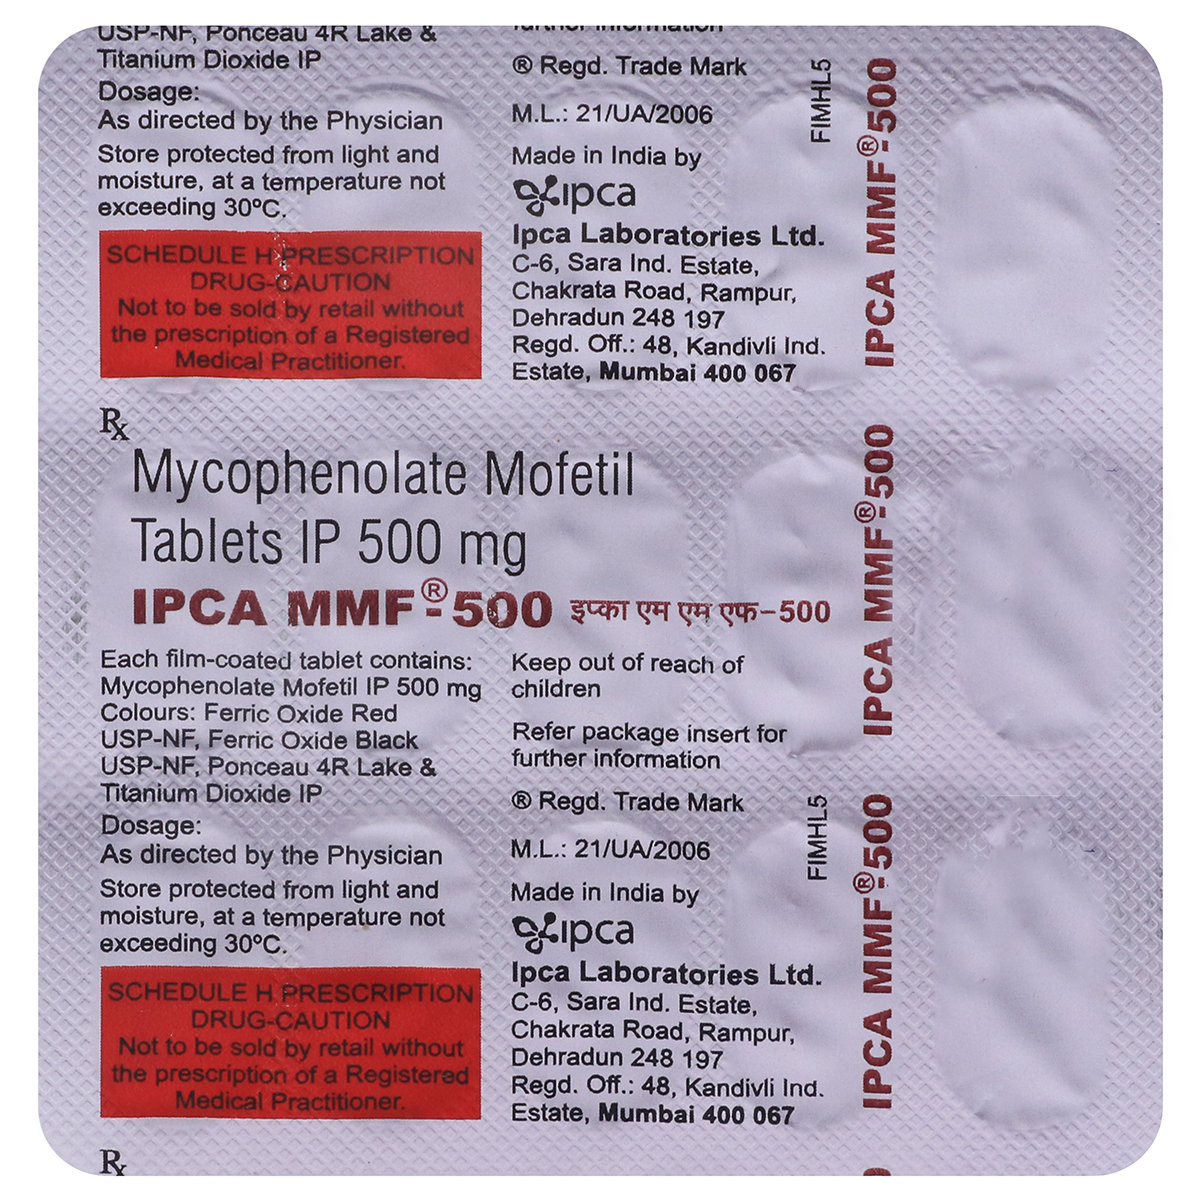 USP-NF, Ponceau 4R Lake &
Titanium Dioxide IP
Dosage:
As directed by the Physician
Store protected from light and
moisture, at a temperature not
exceeding 30°C.
SCHEDULE H PRESCRIPTION
DRUG-CAUTION
Not to be sold by retail without
the prescription of a Registered
Medical Practitioner.
further information
® Regd. Trade Mark
M.L.: 21/UA/2006
Made in India by
ipca
Ipca Laboratories Ltd.
C-6, Sara Ind. Estate,
Chakrata Road, Rampur,
Dehradun 248 197
Regd. Off.: 48, Kandivli Ind.
Estate, Mumbai 400 067
FIMHL5
IPCA MMF®-500
Rx
Mycophenolate Mofetil
Tablets IP 500 mg
IPCA MMF®-500 इप्का एम एम एफ-500
Each film-coated tablet contains:
Mycophenolate Mofetil IP 500 mg
Colours: Ferric Oxide Red
USP-NF, Ferric Oxide Black
USP-NF, Ponceau 4R Lake &
Titanium Dioxide IP
Dosage:
As directed by the Physician
Store protected from light and
moisture, at a temperature not
exceeding 30°C.
SCHEDULE H PRESCRIPTION
DRUG-CAUTION
Not to be sold by retail without
the prescription of a Registered
Medical Practitioner.
Keep out of reach of
children
Refer package insert for
further information
® Regd. Trade Mark
M.L.: 21/UA/2006
Made in India by
ipca
Ipca Laboratories Ltd.
C-6, Sara Ind. Estate,
Chakrata Road, Rampur,
Dehradun 248 197
Regd. Off.: 48, Kandivli Ind.
Estate, Mumbai 400 067
FIMHL5
IPCA MMF®-500
IPCA MMF®-500
Rx